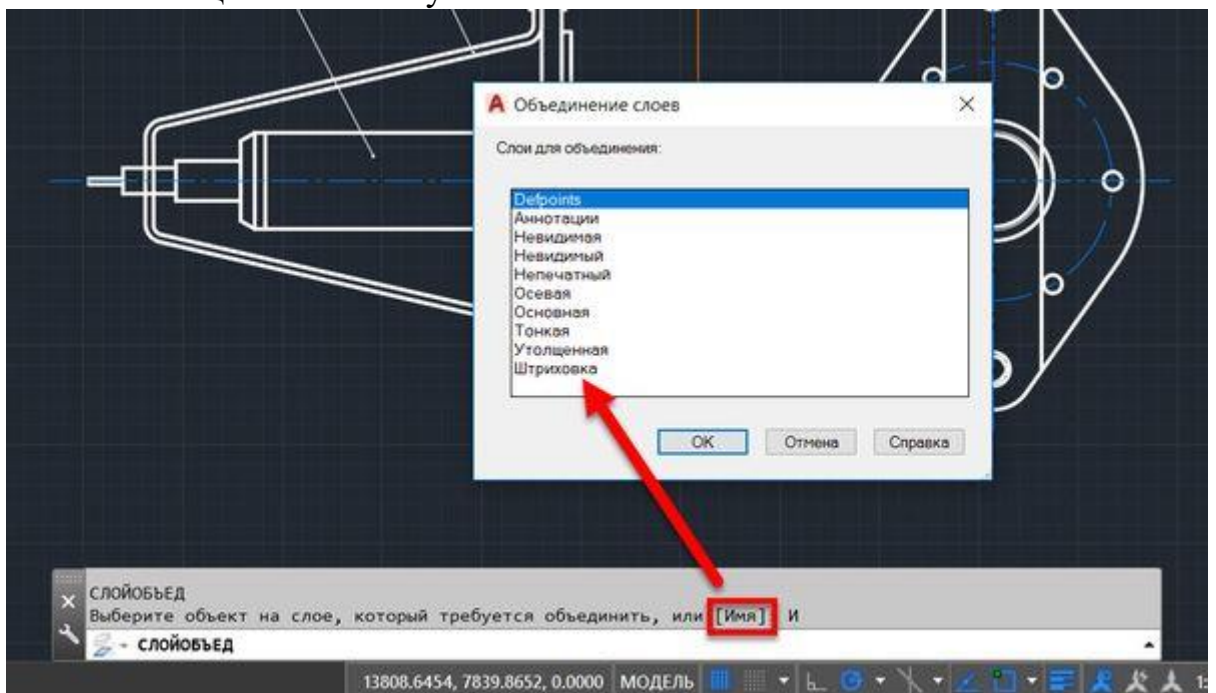 Объединение слоев
Слои для объединения:
Defpoints
Аннотации
Невидимая
Невидимый
Непечатный
Осевая
Основная
Тонкая
Утолщенная
Штриховка
ОК
Отмена
Справка
СЛОЙОБЪЕД
Выберите объект на слое, который требуется объединить, или [Имя] И
СЛОЙОБЪЕД
13808.6454, 7839.8652, 0.0000 МОДЕЛЬ